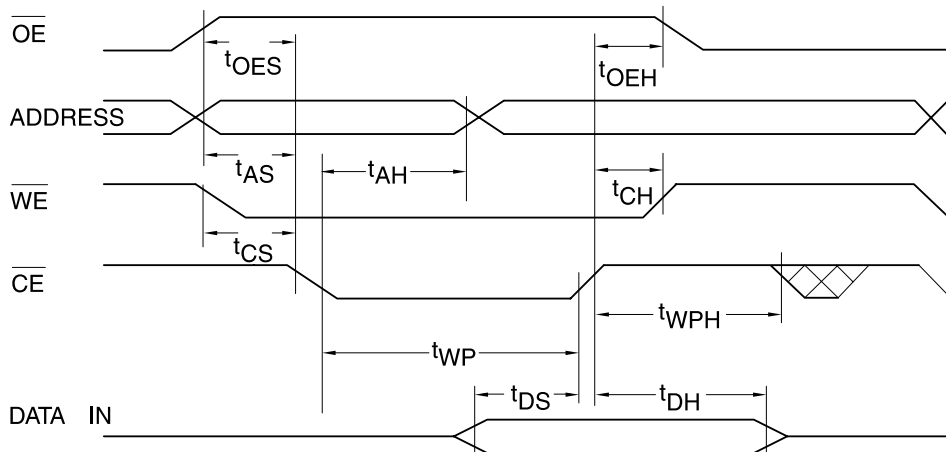 OE
tOES
tOEH
ADDRESS
tAS
tAH
tCH
WE
tCS
CE
tWPH
tWP
tDS
tDH
DATA IN